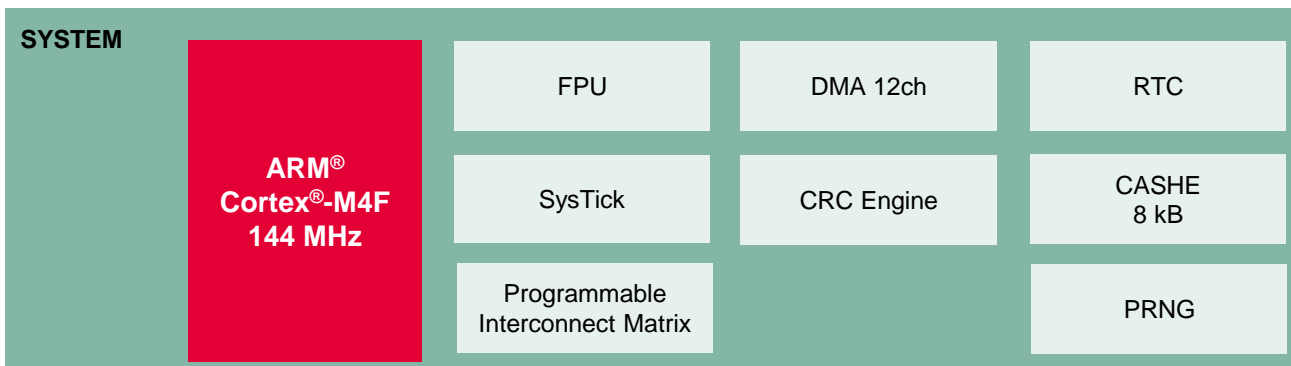 SYSTEM
ARM®
Cortex®-M4F
144 MHz
FPU
DMA 12ch
RTC
SysTick
CRC Engine
CASHE
8 kB
Programmable
Interconnect Matrix
PRNG